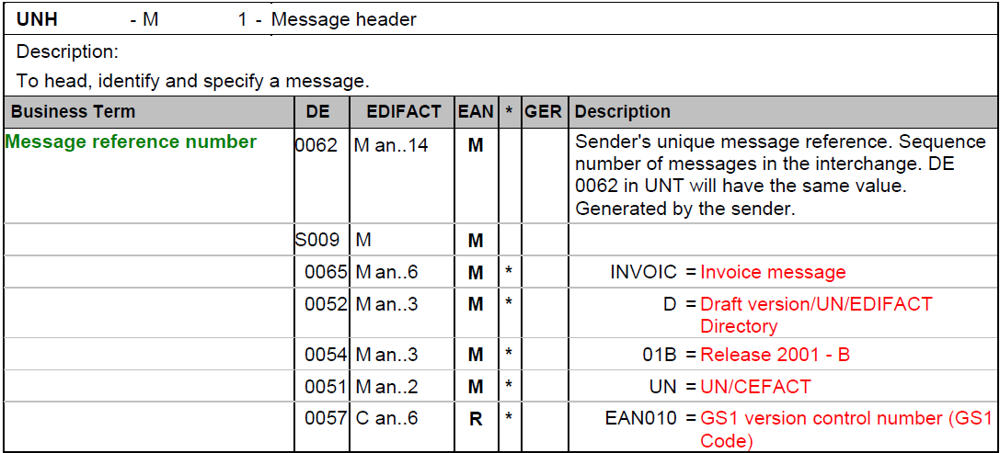 UNH - M 1 - Message header
Description:
To head, identify and specify a message.
Business Term DE EDIFACT EAN * GER Description
Message reference number 0062 M an..14 M Sender's unique message reference. Sequence
number of messages in the interchange. DE
0062 in UNT will have the same value.
Generated by the sender.
S009 M M
0065 M an..6 M * INVOIC = Invoice message
0052 M an..3 M * D = Draft version/UN/EDIFACT
Directory
0054 M an..3 M * 01B = Release 2001 - B
0051 M an..2 M * UN = UN/CEFACT
0057 C an..6 R * EAN010 = GS1 version control number (GS1
Code)